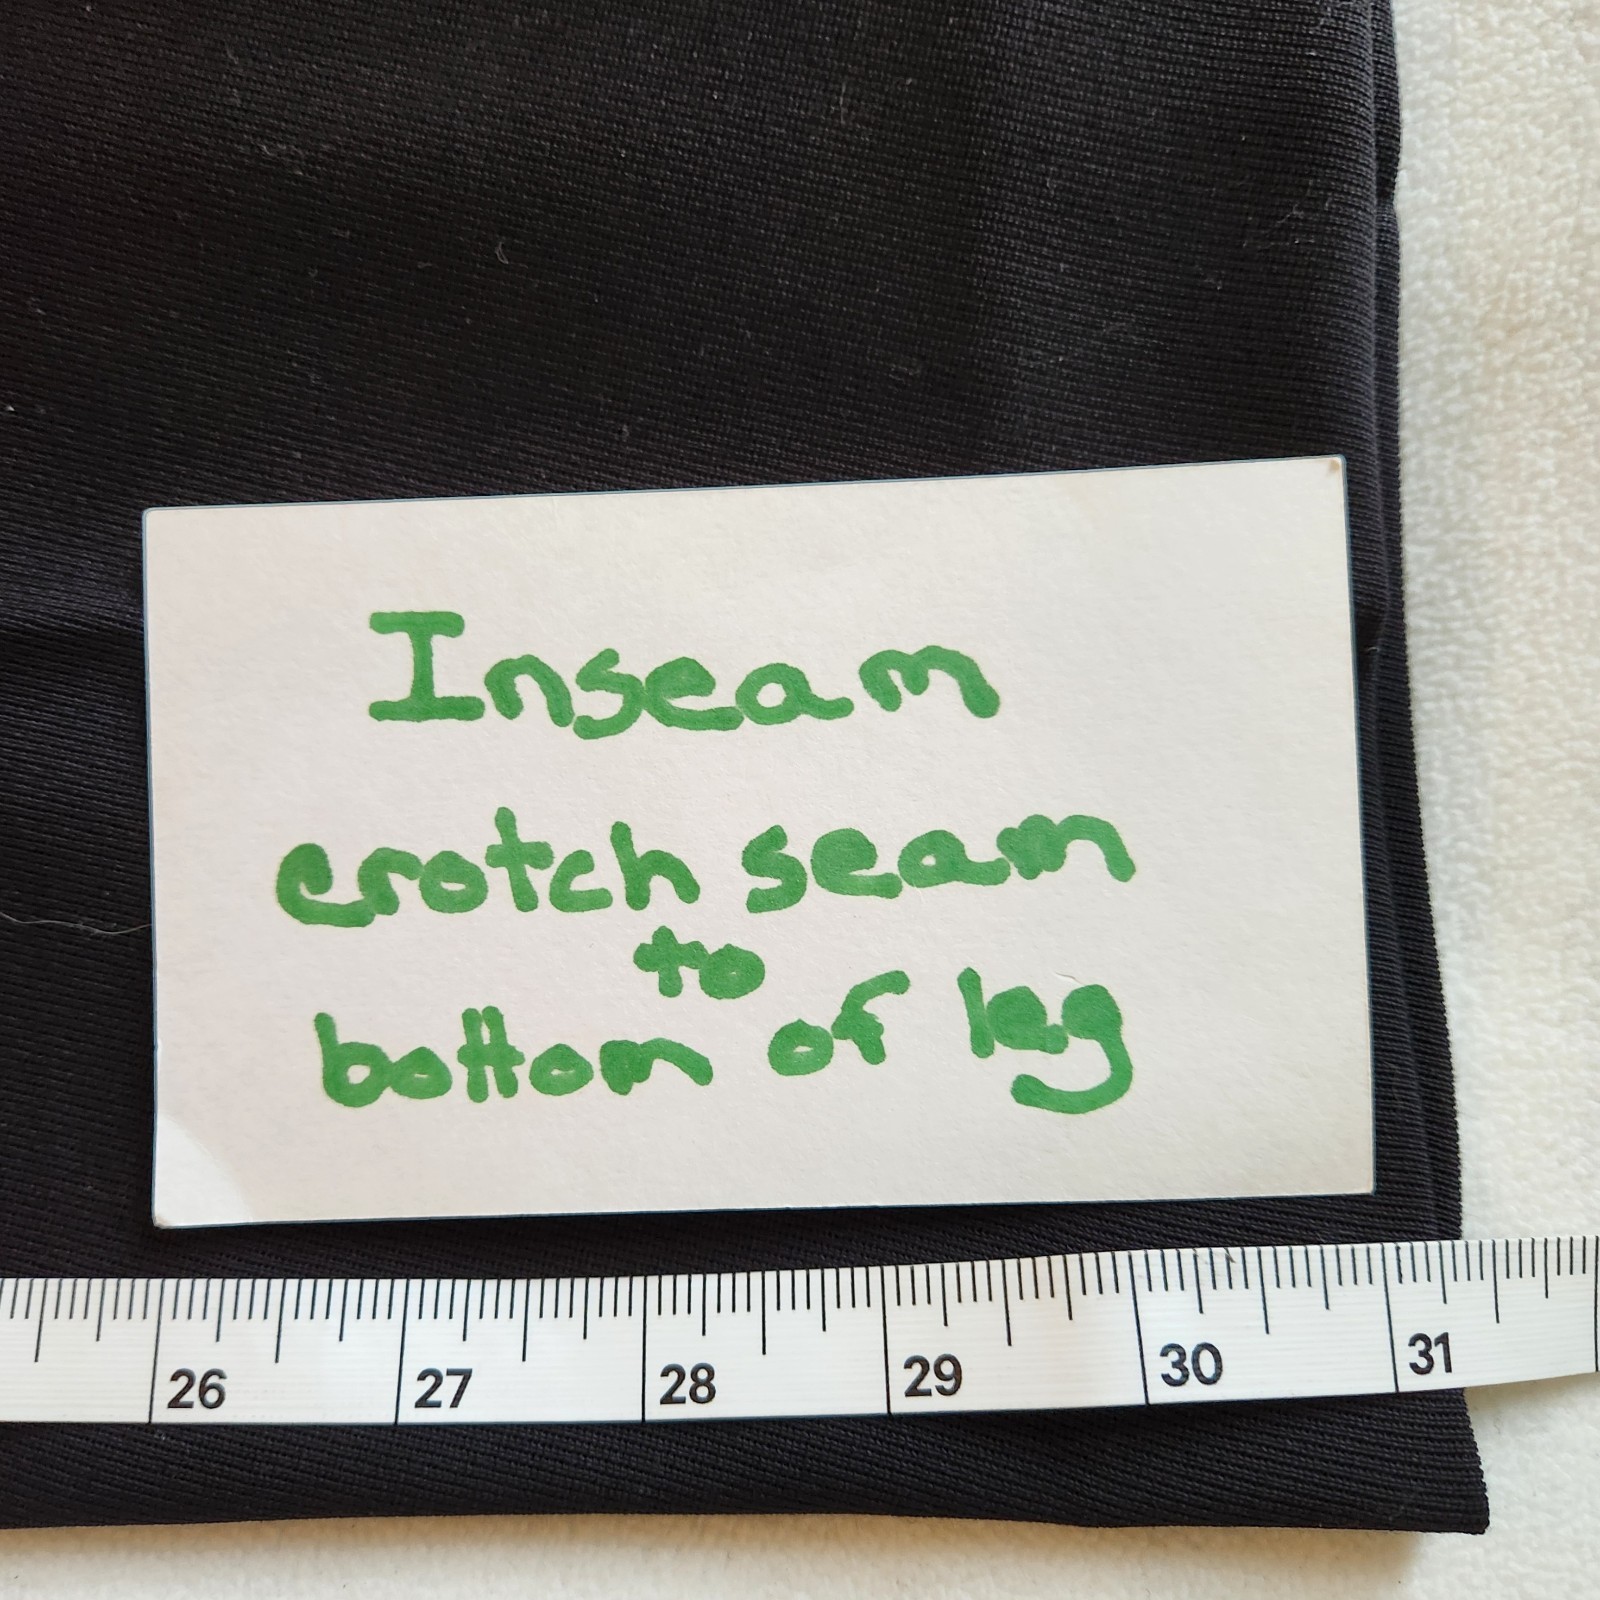 Inseam
crotch seam
to
bottom of leg
26 27 28 29 30 31